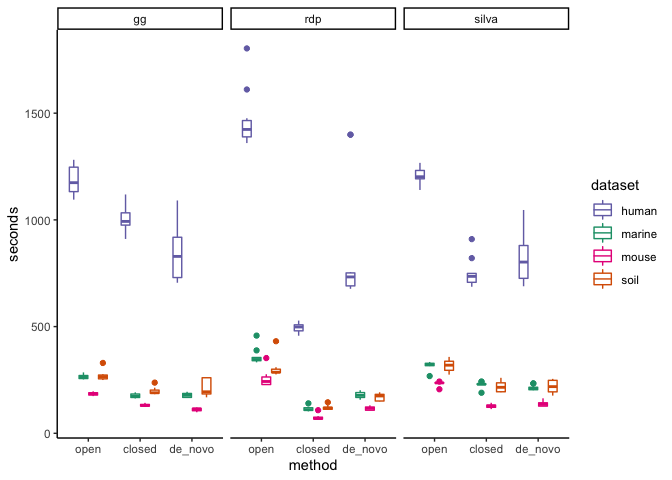 gg rdp silva
1500
1000
500
0
seconds
open closed de_novo open closed de_novo open closed de_novo
method
dataset
human
marine
mouse
soil